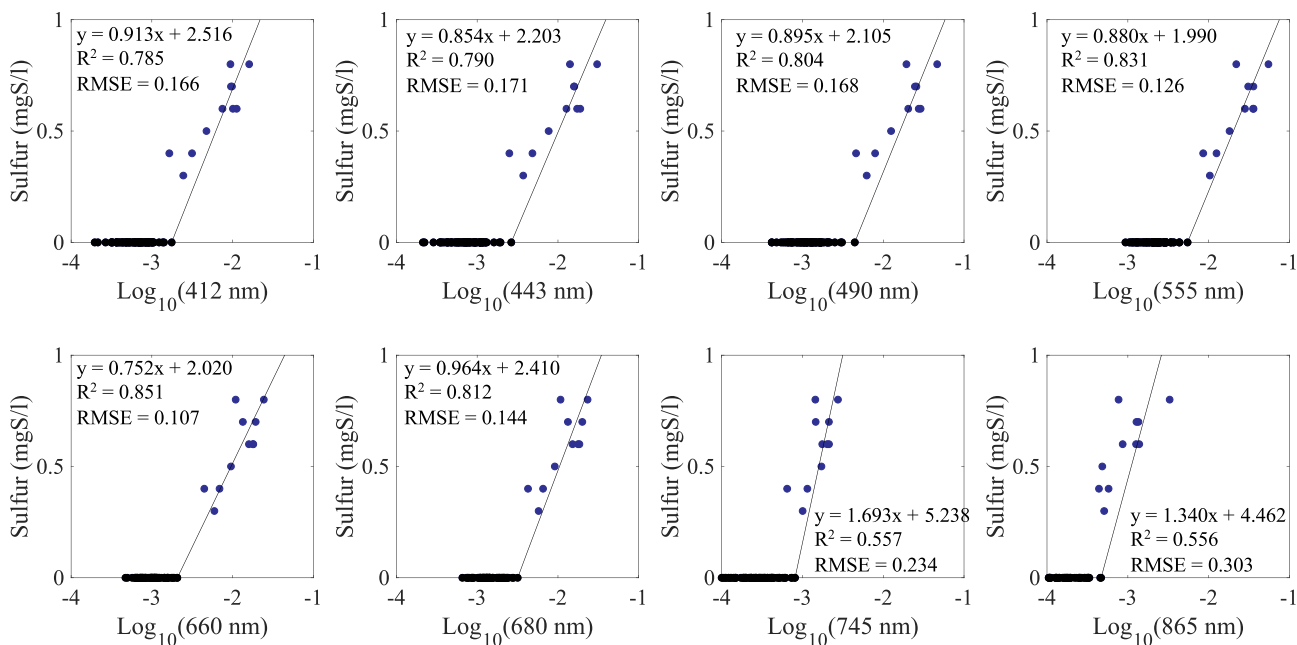 y = 0.913x + 2.516
R² = 0.785
RMSE = 0.166
Sulfur (mgS/l)
1
0.5
0
-4 -3 -2 -1
Log₁₀(412 nm)
y = 0.854x + 2.203
R² = 0.790
RMSE = 0.171
Sulfur (mgS/l)
1
0.5
0
-4 -3 -2 -1
Log₁₀(443 nm)
y = 0.895x + 2.105
R² = 0.804
RMSE = 0.168
Sulfur (mgS/l)
1
0.5
0
-4 -3 -2 -1
Log₁₀(490 nm)
y = 0.880x + 1.990
R² = 0.831
RMSE = 0.126
Sulfur (mgS/l)
1
0.5
0
-4 -3 -2 -1
Log₁₀(555 nm)
y = 0.752x + 2.020
R² = 0.851
RMSE = 0.107
Sulfur (mgS/l)
1
0.5
0
-4 -3 -2 -1
Log₁₀(660 nm)
y = 0.964x + 2.410
R² = 0.812
RMSE = 0.144
Sulfur (mgS/l)
1
0.5
0
-4 -3 -2 -1
Log₁₀(680 nm)
y = 1.693x + 5.238
R² = 0.557
RMSE = 0.234
Sulfur (mgS/l)
1
0.5
0
-4 -3 -2 -1
Log₁₀(745 nm)
y = 1.340x + 4.462
R² = 0.556
RMSE = 0.303
Sulfur (mgS/l)
1
0.5
0
-4 -3 -2 -1
Log₁₀(865 nm)